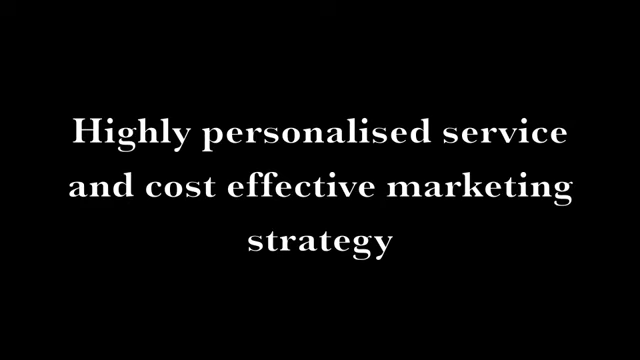 Highly personalised service
and cost effective marketing
strategy